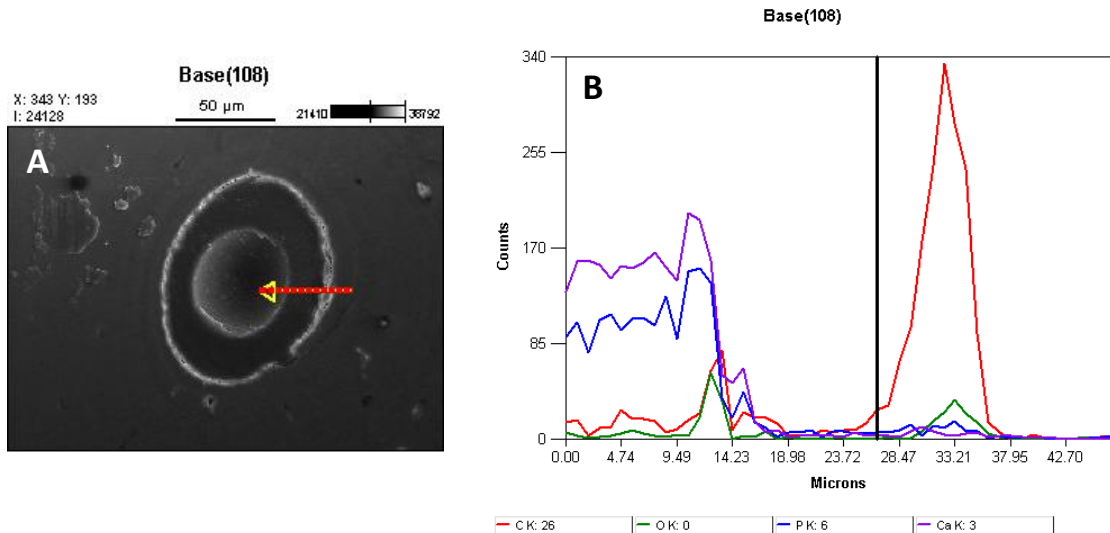 Base(108)
X: 343 Y: 193
I: 24128
50 µm
21410
38792
A
Base(108)
B
340
255
170
85
0
Counts
0.00 4.74 9.49 14.23 18.98 23.72 28.47 33.21 37.95 42.70
Microns
C K: 26 O K: 0 P K: 6 Ca K: 3